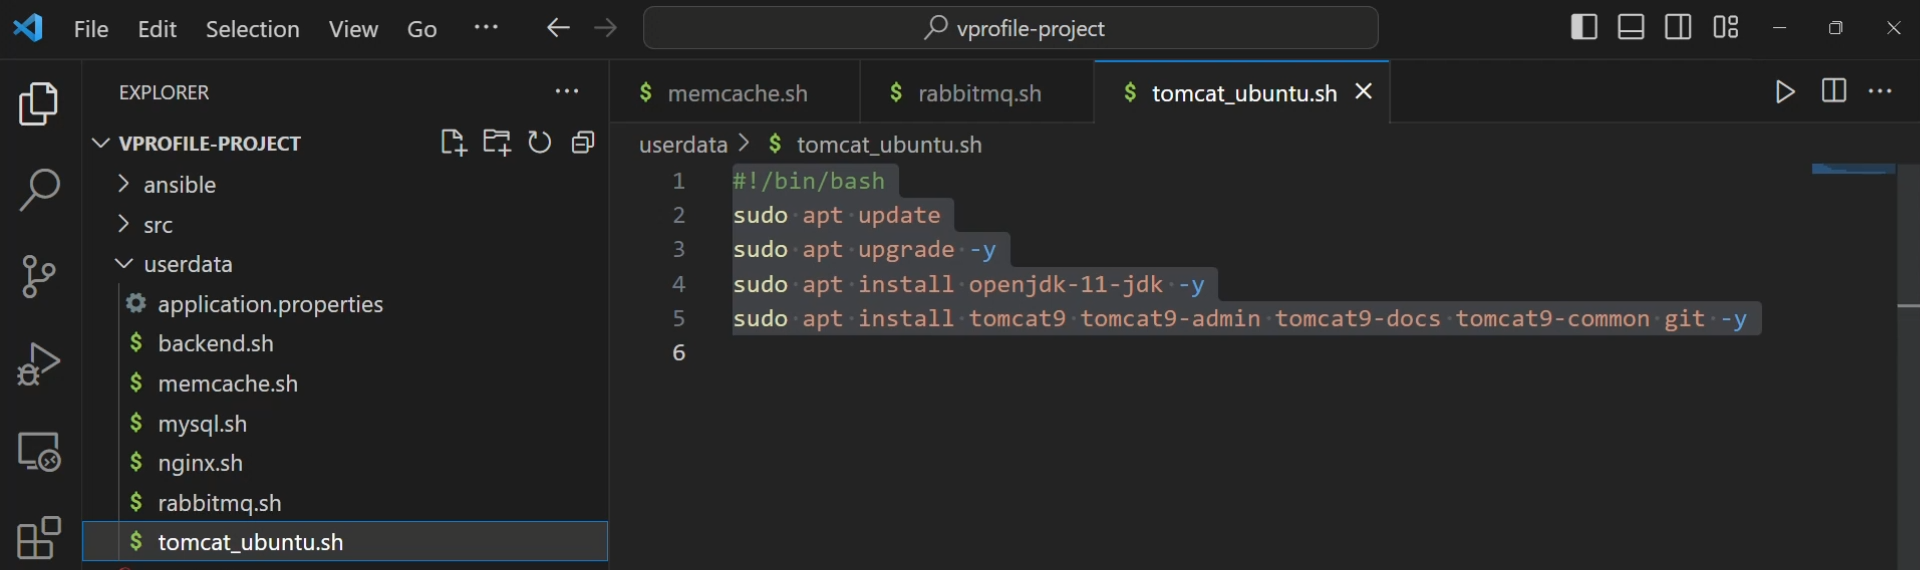 File Edit Selection View Go ··· vprofile-project
EXPLORER ···
memcache.sh
rabbitmq.sh
tomcat_ubuntu.sh
VPROFILE-PROJECT
userdata > $ tomcat_ubuntu.sh
ansible
src
userdata
application.properties
$ backend.sh
$ memcache.sh
$ mysql.sh
$ nginx.sh
$ rabbitmq.sh
$ tomcat_ubuntu.sh
1 #!/bin/bash
2 sudo apt update
3 sudo apt upgrade -y
4 sudo apt install openjdk-11-jdk -y
5 sudo apt install tomcat9 tomcat9-admin tomcat9-docs tomcat9-common git -y
6